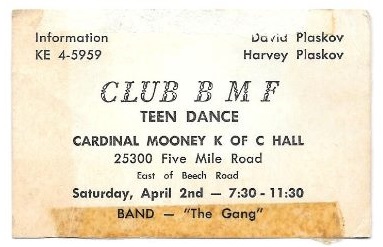 Information David Plaskov
KE 4-5959 Harvey Plaskov
CLUB B M F
TEEN DANCE
CARDINAL MOONEY K OF C HALL
25300 Five Mile Road
East of Beech Road
Saturday, April 2nd — 7:30 - 11:30
BAND — "The Gang"